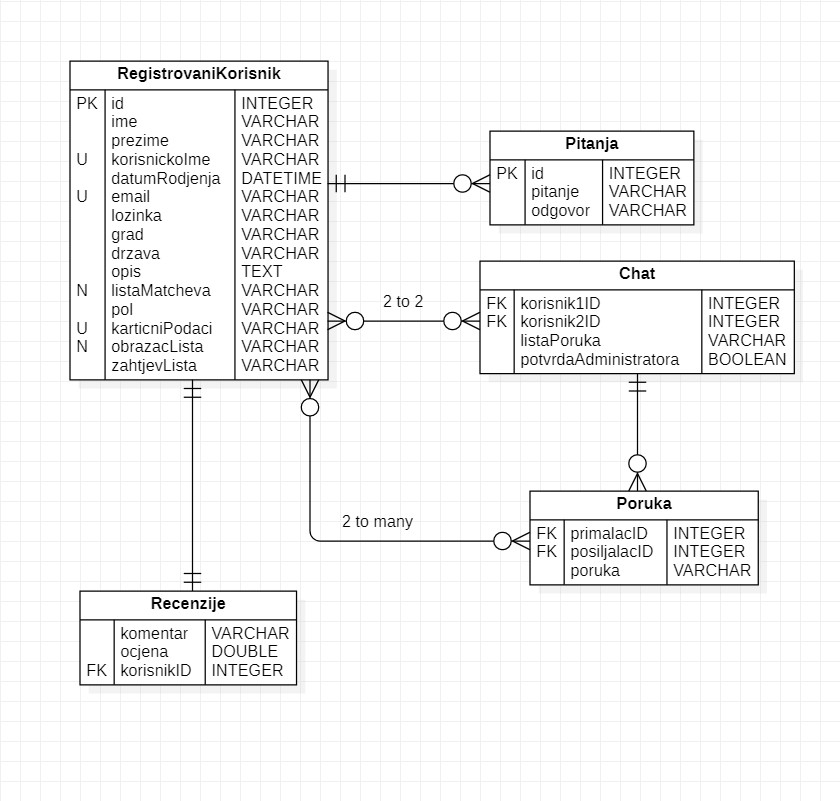 RegistrovaniKorisnik
PK id INTEGER
ime VARCHAR
prezime VARCHAR
U korisnickoIme VARCHAR
datumRodjenja DATETIME
U email VARCHAR
lozinka VARCHAR
grad VARCHAR
drzava VARCHAR
opis TEXT
N listaMatcheva VARCHAR
pol VARCHAR
U karticniPodaci VARCHAR
N obrazacLista VARCHAR
zahtjevLista VARCHAR
Pitanja
PK id INTEGER
pitanje VARCHAR
odgovor VARCHAR
2 to 2
Chat
FK korisnik1ID INTEGER
FK korisnik2ID INTEGER
listaPoruka VARCHAR
potvrdaAdministratora BOOLEAN
2 to many
Poruka
FK primalacID INTEGER
FK posiljalacID INTEGER
poruka VARCHAR
Recenzije
komentar VARCHAR
ocjena DOUBLE
FK korisnikID INTEGER